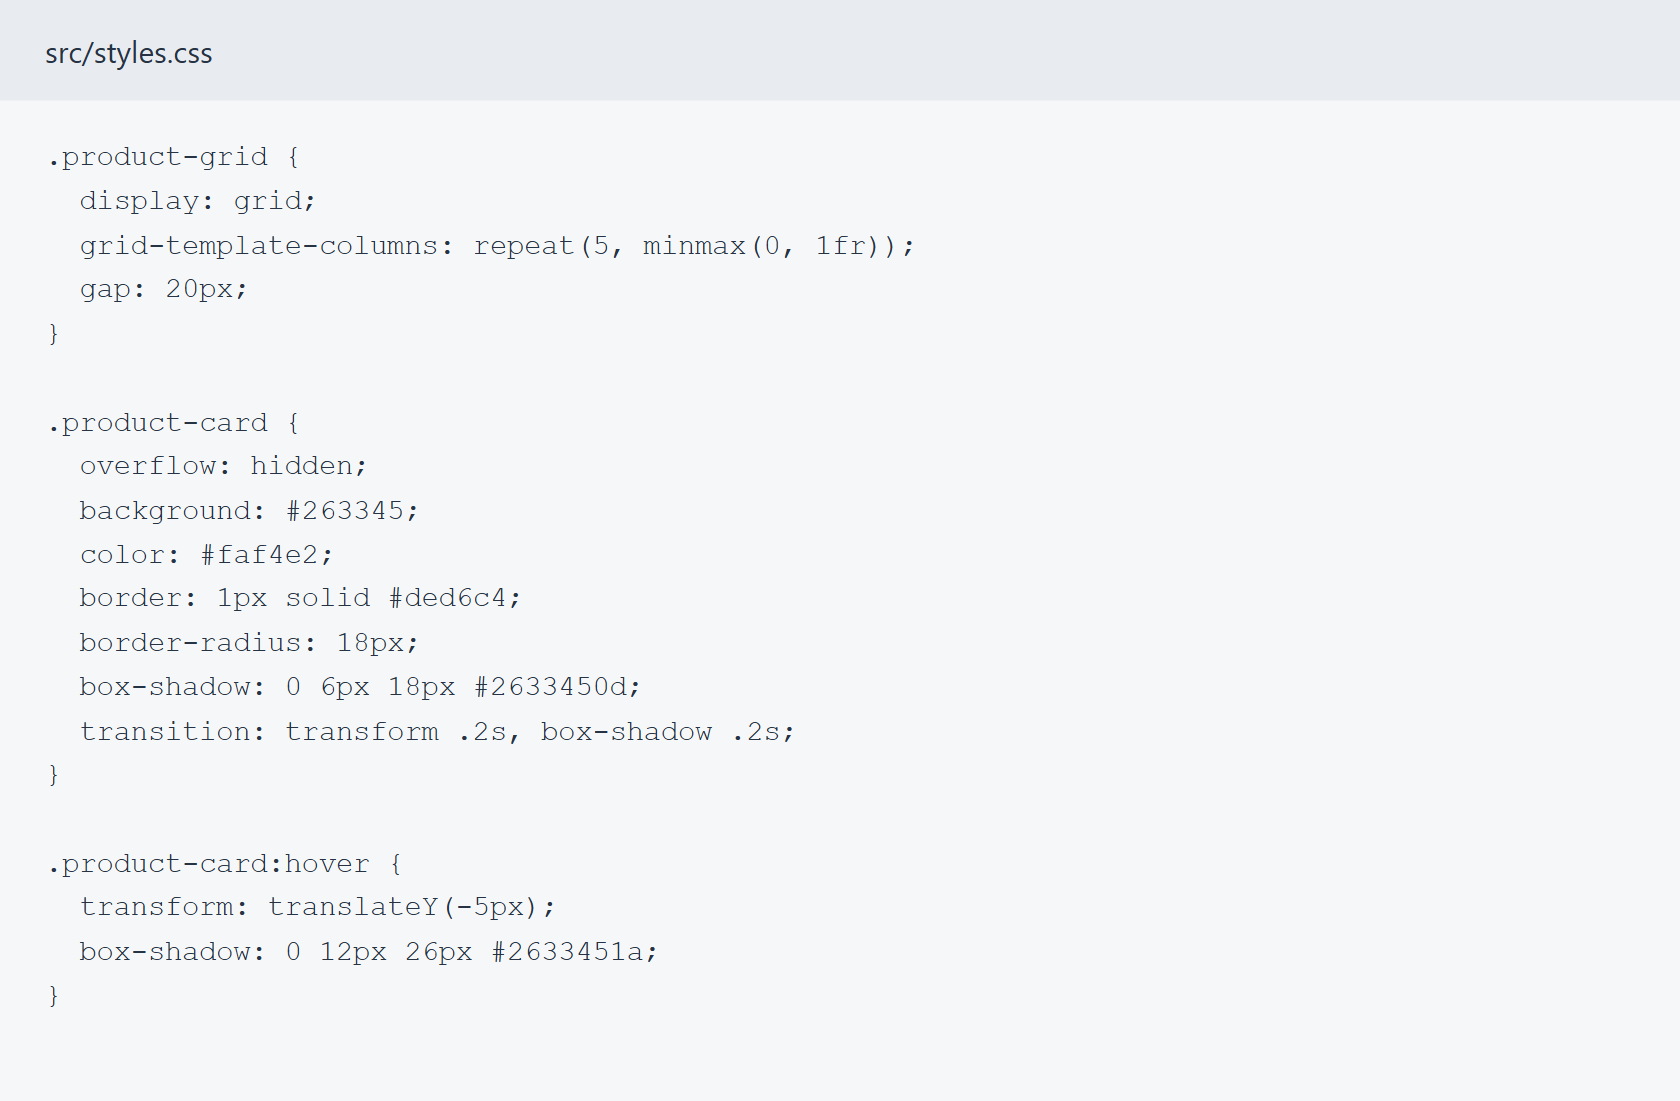 src/styles.css
.product-grid {
  display: grid;
  grid-template-columns: repeat(5, minmax(0, 1fr));
  gap: 20px;
}

.product-card {
  overflow: hidden;
  background: #263345;
  color: #faf4e2;
  border: 1px solid #ded6c4;
  border-radius: 18px;
  box-shadow: 0 6px 18px #2633450d;
  transition: transform .2s, box-shadow .2s;
}

.product-card:hover {
  transform: translateY(-5px);
  box-shadow: 0 12px 26px #2633451a;
}